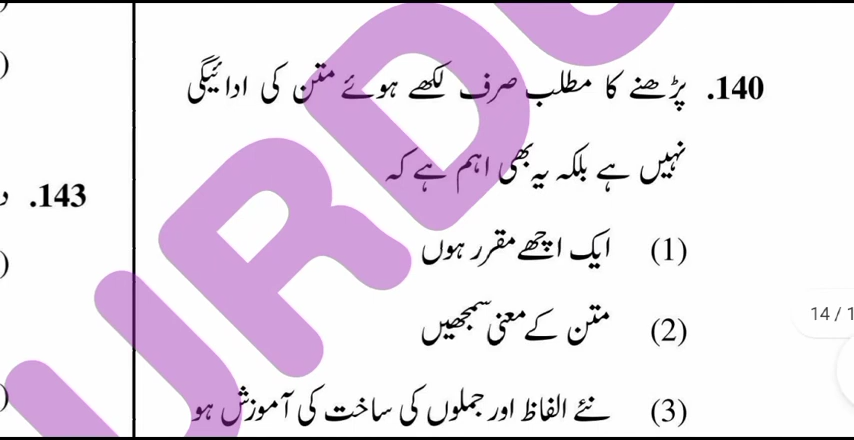 140. پڑھنے کا مطلب صرف لکھے ہوئے متن کی ادائیگی
نہیں ہے بلکہ یہ بھی اہم ہے کہ
(1) ایک اچھے مقرر ہوں
(2) متن کے معنی سمجھیں
(3) نئے الفاظ اور جملوں کی ساخت کی آموزش ہو
143.
14 / 1
URDU